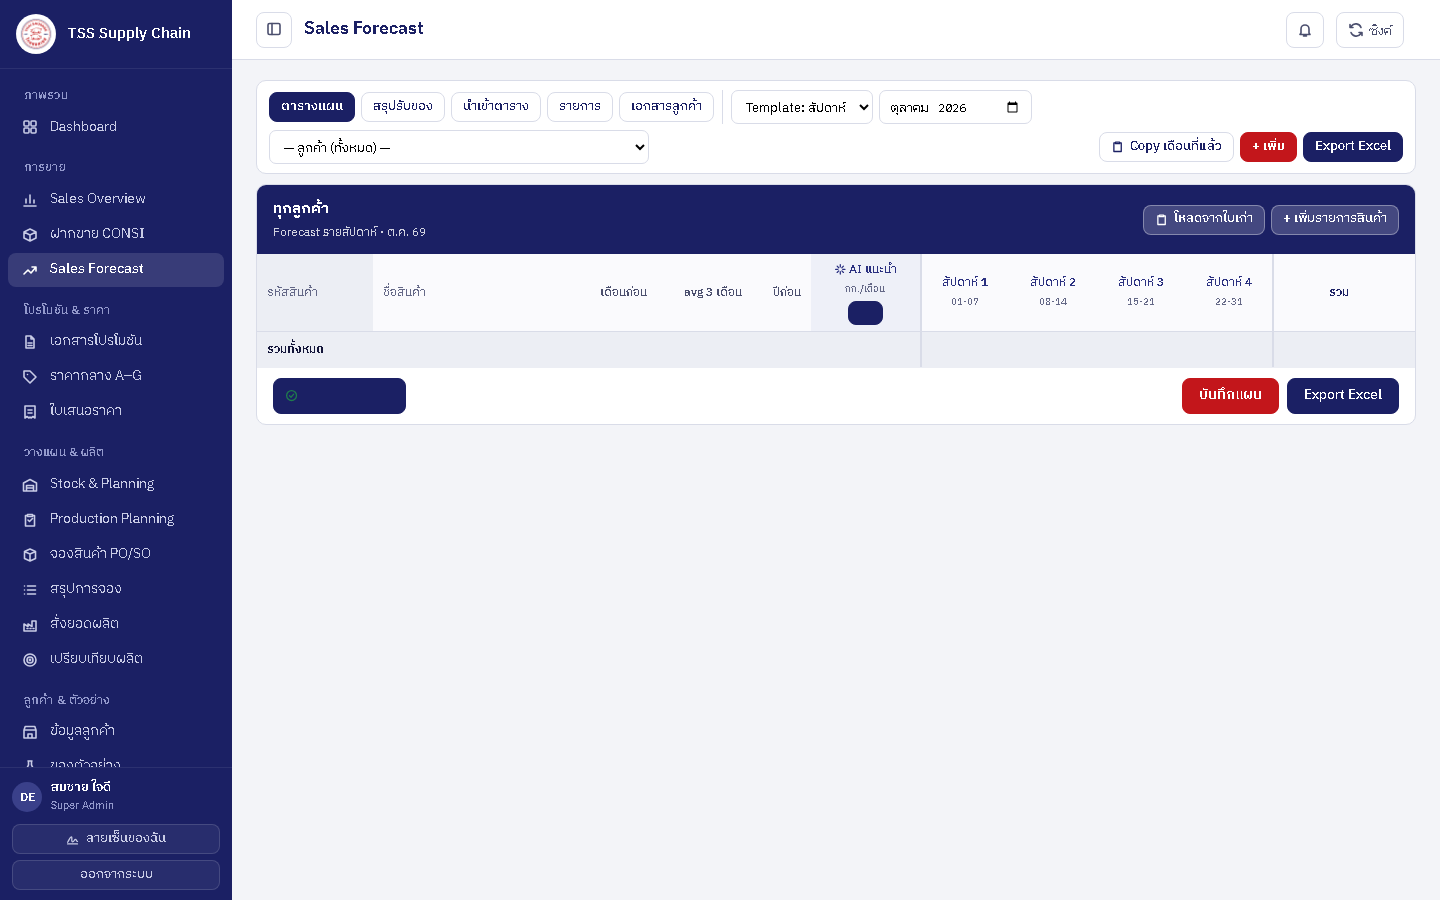 TSS Supply Chain
ภาพรวม
Dashboard
การขาย
Sales Overview
ฝากขาย CONSI
Sales Forecast
โปรโมชัน & ราคา
เอกสารโปรโมชัน
ราคากลาง A–G
ใบเสนอราคา
วางแผน & ผลิต
Stock & Planning
Production Planning
จองสินค้า PO/SO
สรุปการจอง
สั่งยอดผลิต
เปรียบเทียบผลิต
ลูกค้า & ตัวอย่าง
ข้อมูลลูกค้า
ของตัวอย่าง
DE
สมชาย ใจดี
Super Admin
ลายเซ็นของฉัน
ออกจากระบบ
Sales Forecast
ซิงค์
ตารางแผน
สรุปรับของ
นำเข้าตาราง
รายการ
เอกสารลูกค้า
Template: สัปดาห์
ตุลาคม 2026
— ลูกค้า (ทั้งหมด) —
Copy เดือนที่แล้ว
+ เพิ่ม
Export Excel
ทุกลูกค้า
Forecast รายสัปดาห์ • ต.ค. 69
โหลดจากใบเก่า
+ เพิ่มรายการสินค้า
รหัสสินค้า
ชื่อสินค้า
เดือนก่อน
avg 3 เดือน
ปีก่อน
AI แนะนำ
กก./เดือน
สัปดาห์ 1
01-07
สัปดาห์ 2
08-14
สัปดาห์ 3
15-21
สัปดาห์ 4
22-31
รวม
รวมทั้งหมด
บันทึกแผน
Export Excel